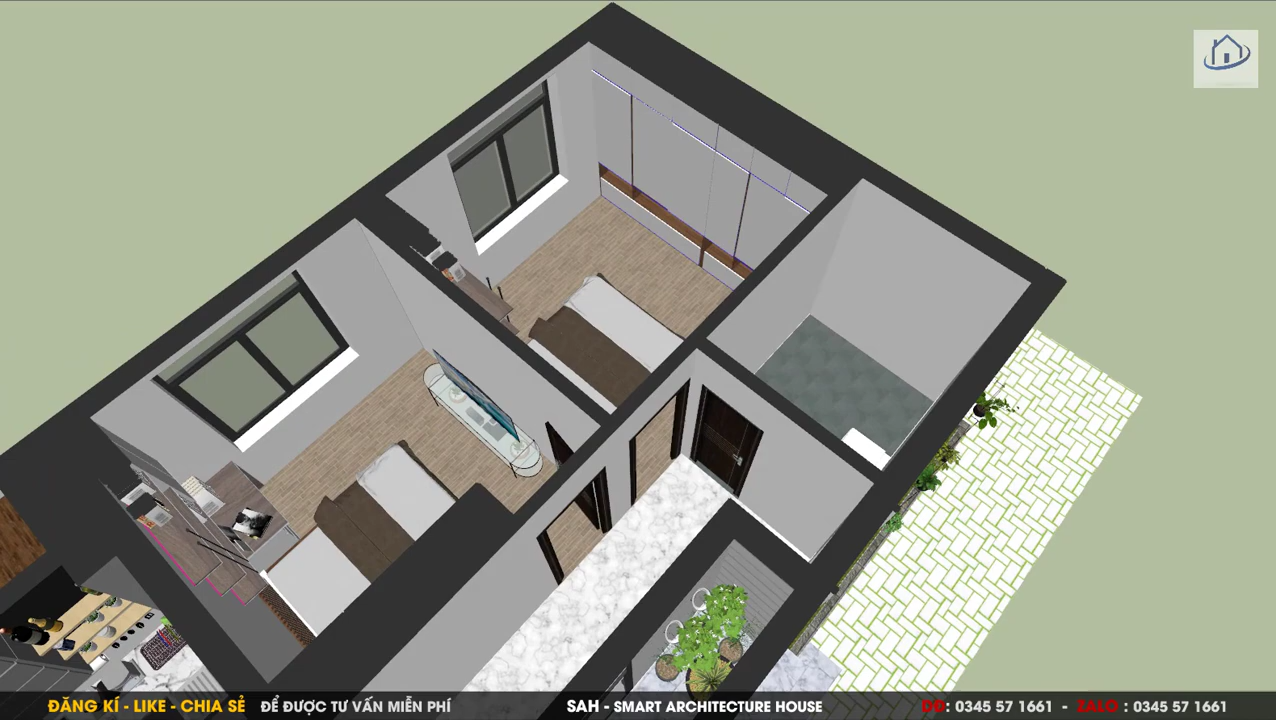 ĐĂNG KÍ - LIKE - CHIA SẺ ĐỂ ĐƯỢC TƯ VẤN MIỄN PHÍ SAH - SMART ARCHITECTURE HOUSE DĐ: 0345 57 1661 - ZALO : 0345 57 1661